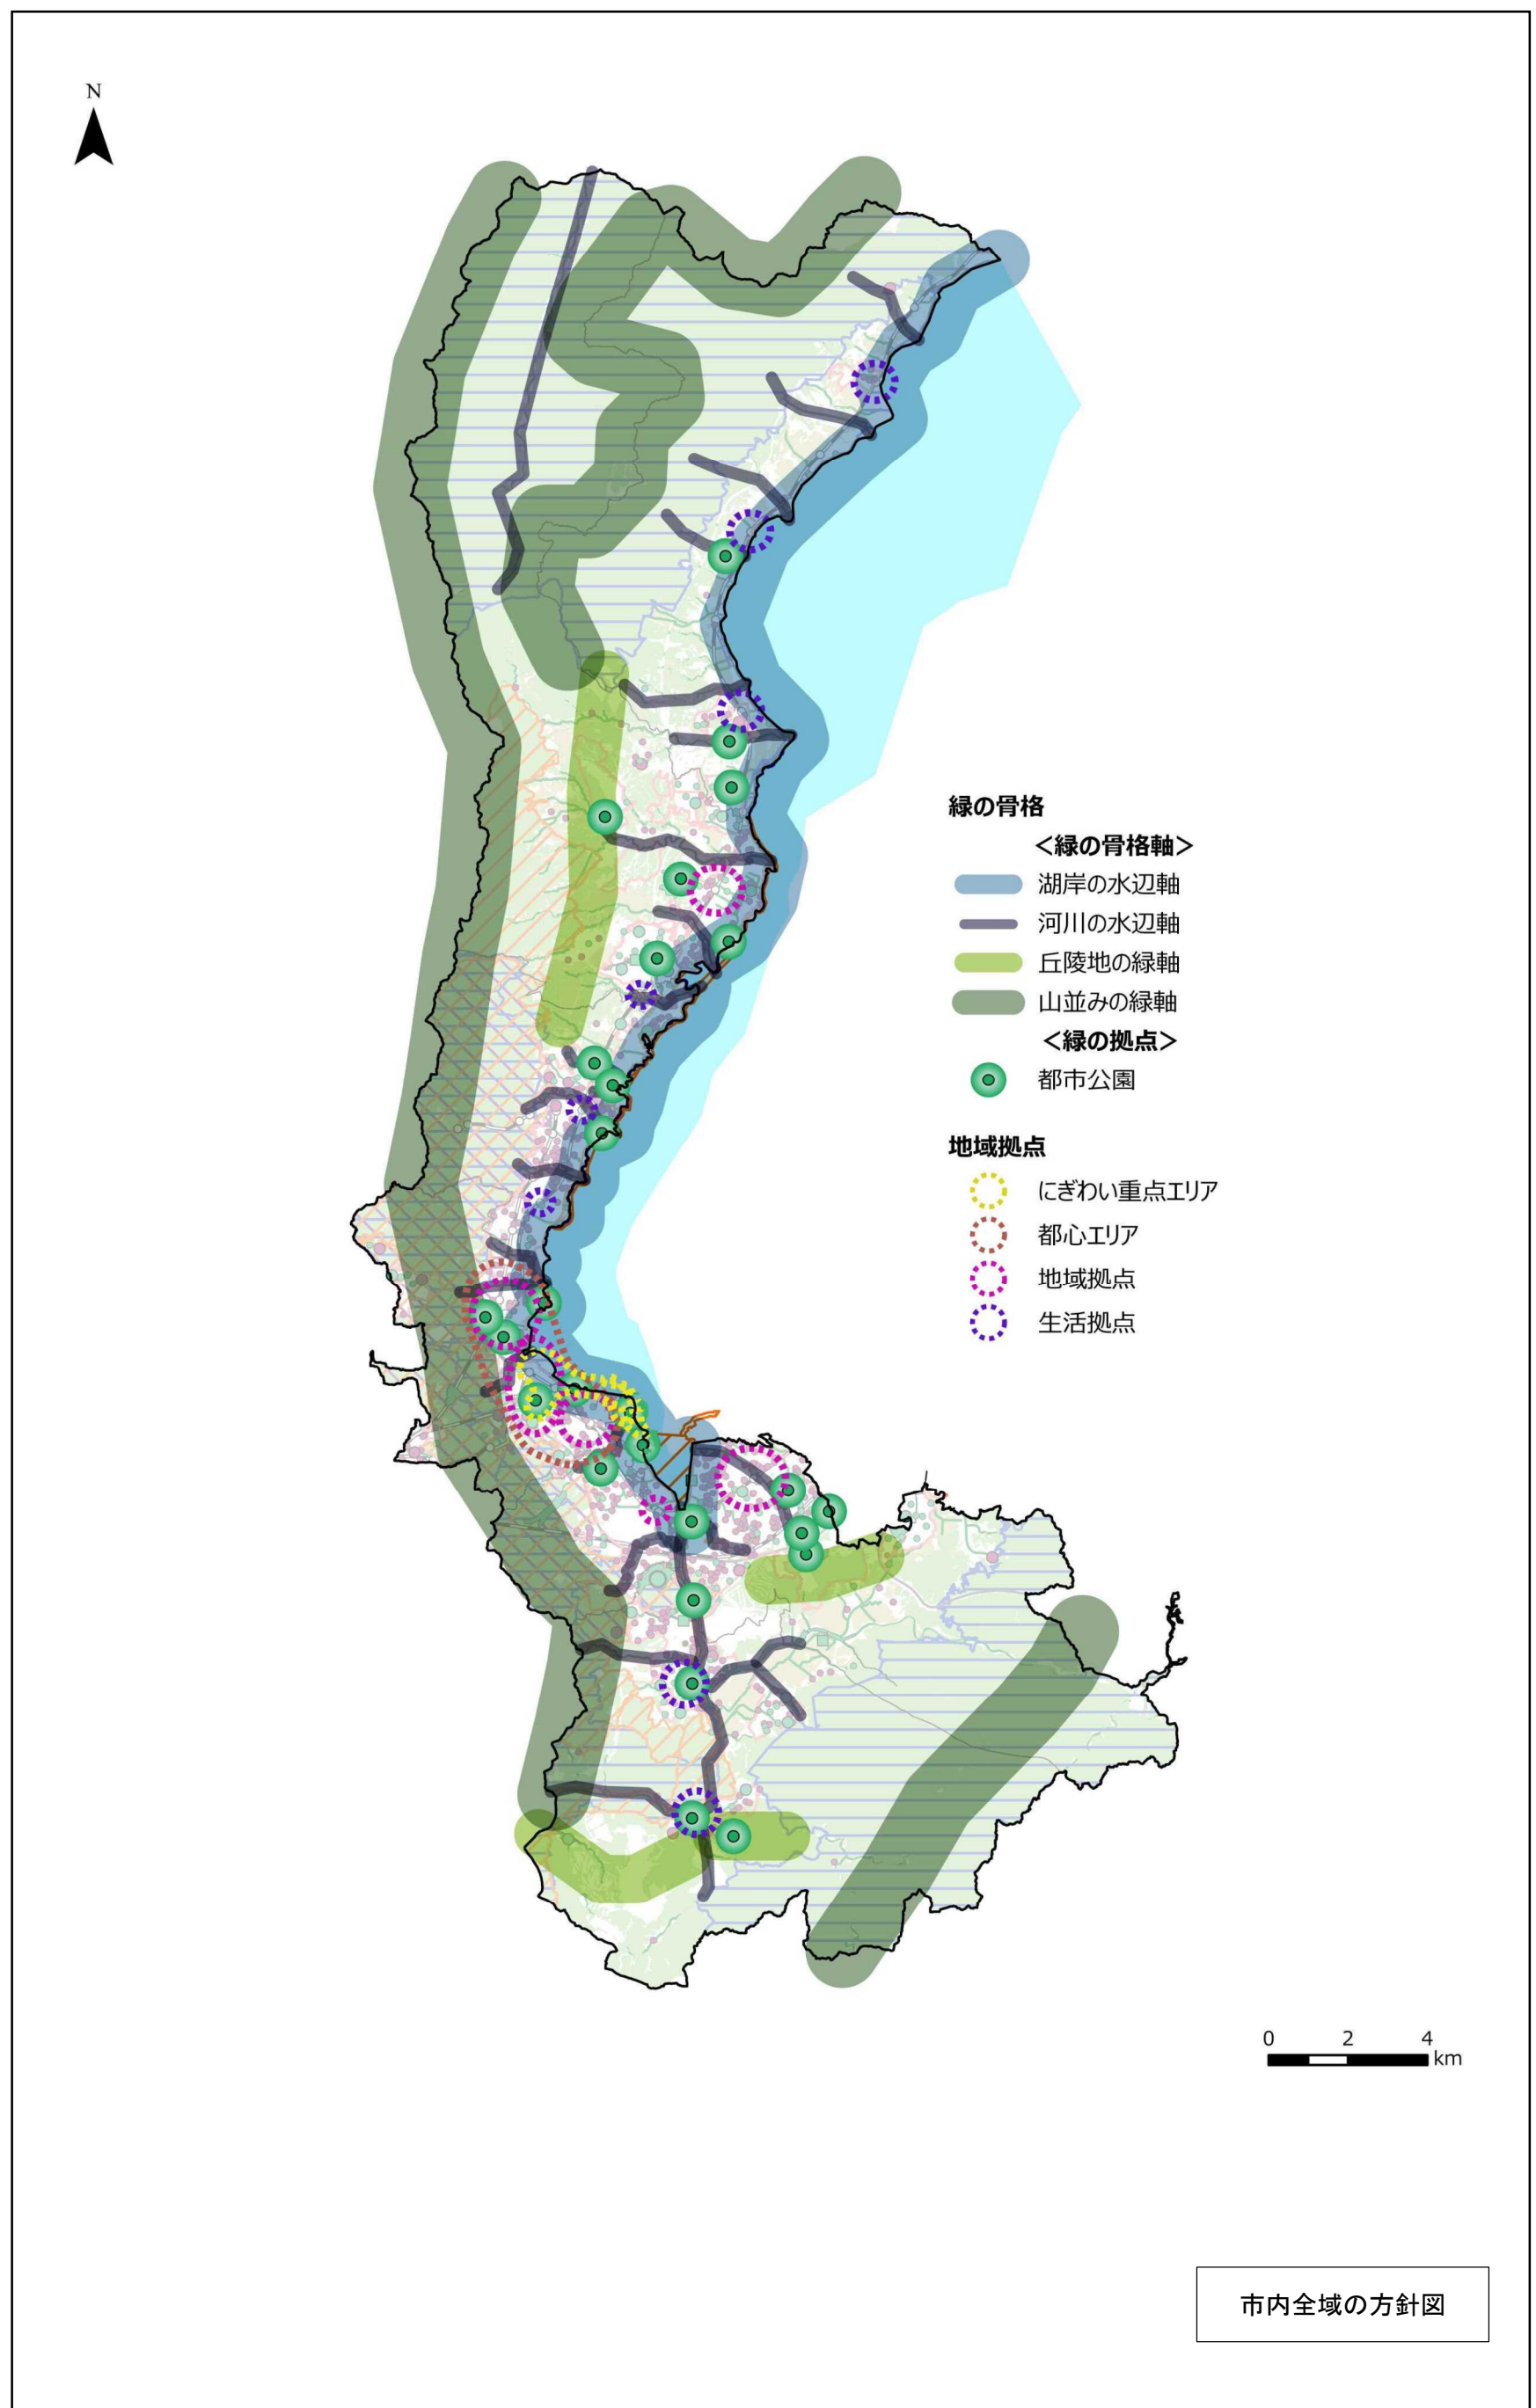 N
緑の骨格
＜緑の骨格軸＞
湖岸の水辺軸
河川の水辺軸
丘陵地の緑軸
山並みの緑軸
＜緑の拠点＞
都市公園
地域拠点
にぎわい重点エリア
都心エリア
地域拠点
生活拠点
0 2 4
km
市内全域の方針図